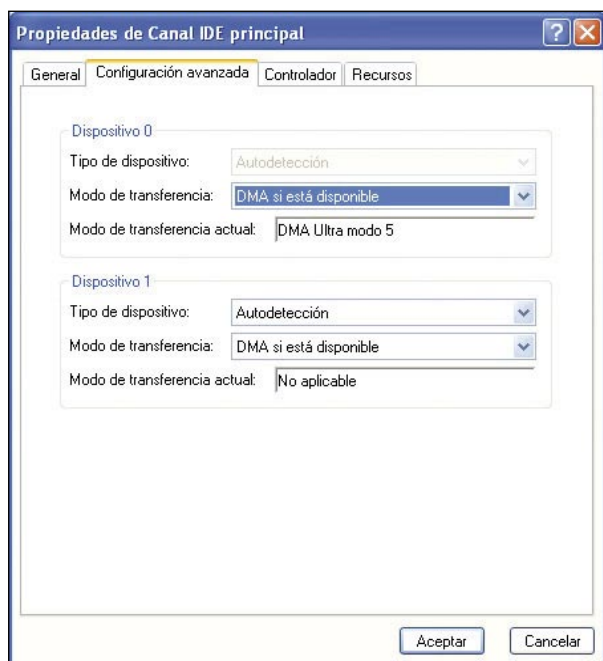 Propiedades de Canal IDE principal
General Configuración avanzada Controlador Recursos
Dispositivo 0
Tipo de dispositivo: Autodetección
Modo de transferencia: DMA si está disponible
Modo de transferencia actual: DMA Ultra modo 5
Dispositivo 1
Tipo de dispositivo: Autodetección
Modo de transferencia: DMA si está disponible
Modo de transferencia actual: No aplicable
Aceptar Cancelar